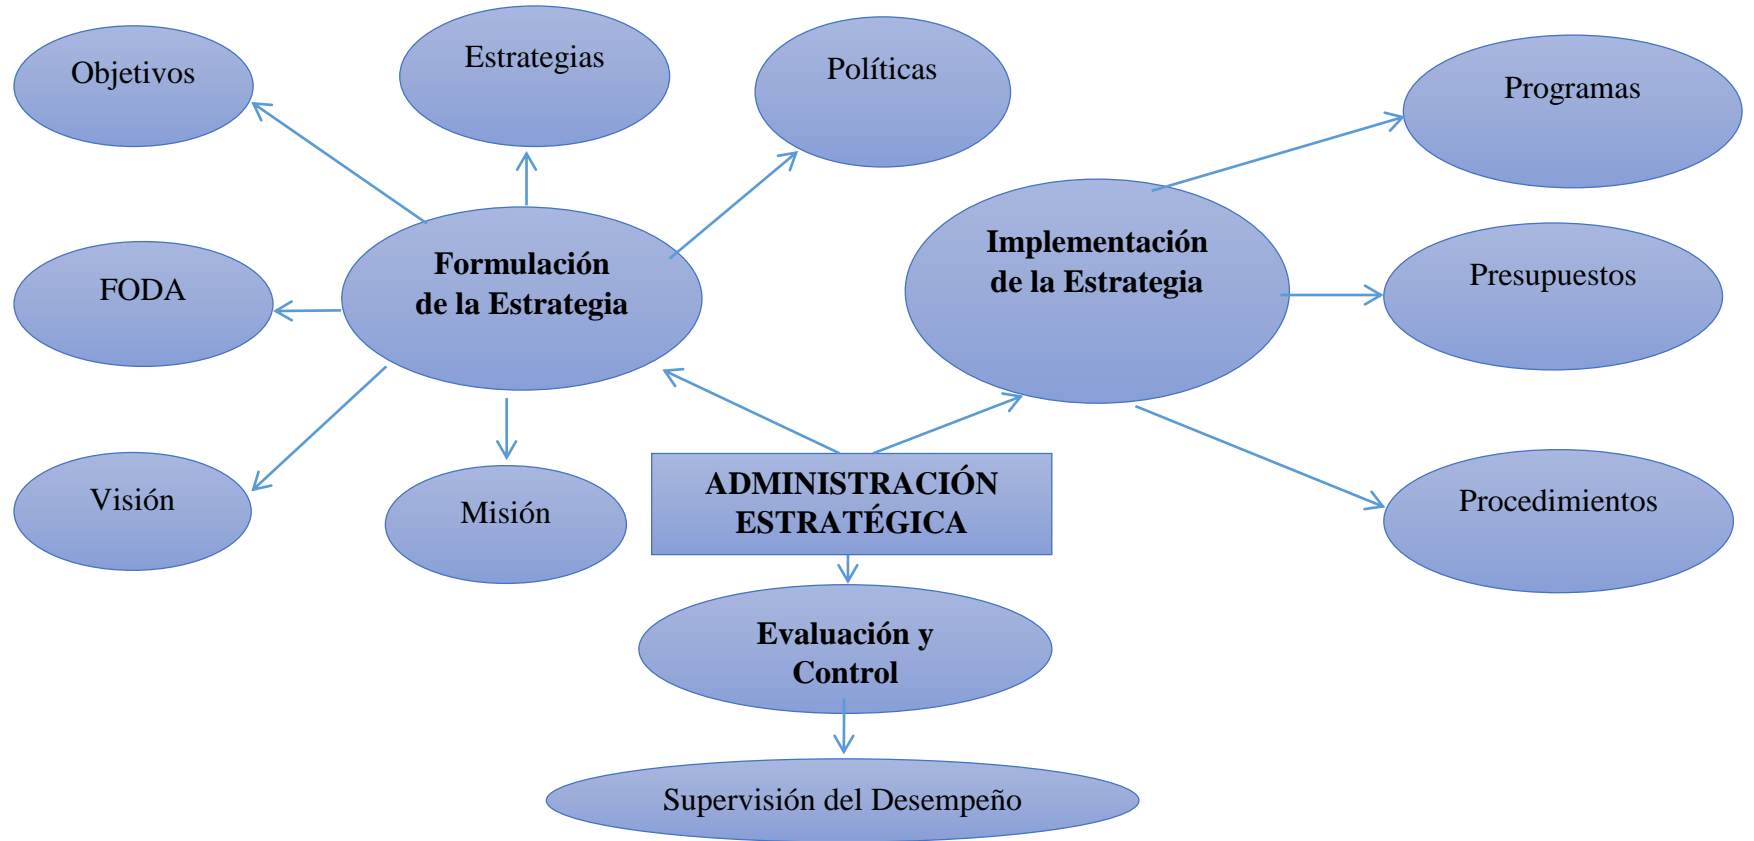 Objetivos
Estrategias
Políticas
Programas
Formulación
de la Estrategia
Implementación
de la Estrategia
FODA
Presupuestos
Visión
Misión
ADMINISTRACIÓN
ESTRATÉGICA
Procedimientos
Evaluación y
Control
Supervisión del Desempeño